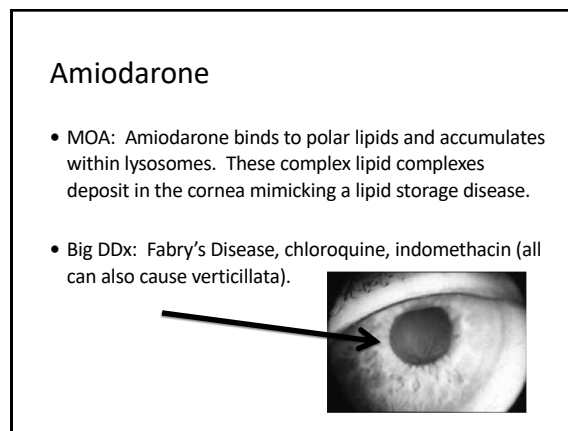 Amiodarone
• MOA: Amiodarone binds to polar lipids and accumulates
within lysosomes. These complex lipid complexes
deposit in the cornea mimicking a lipid storage disease.
• Big DDx: Fabry's Disease, chloroquine, indomethacin (all
can also cause verticillata).